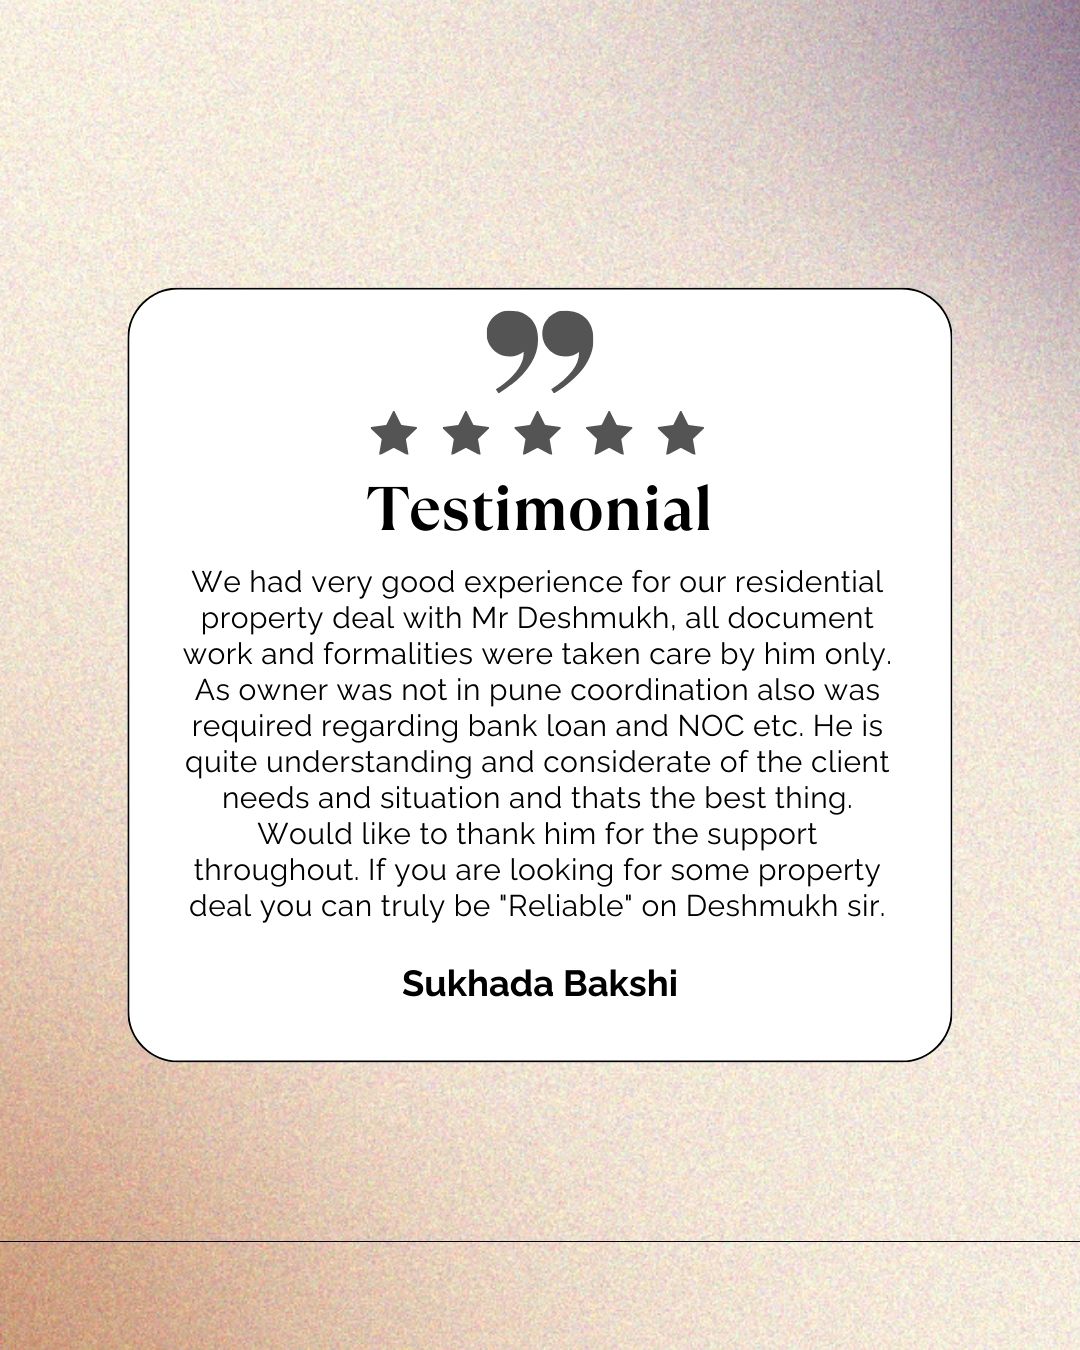 ”
Testimonial
We had very good experience for our residential
property deal with Mr Deshmukh, all document
work and formalities were taken care by him only.
As owner was not in pune coordination also was
required regarding bank loan and NOC etc. He is
quite understanding and considerate of the client
needs and situation and thats the best thing.
Would like to thank him for the support
throughout. If you are looking for some property
deal you can truly be "Reliable" on Deshmukh sir.
Sukhada Bakshi